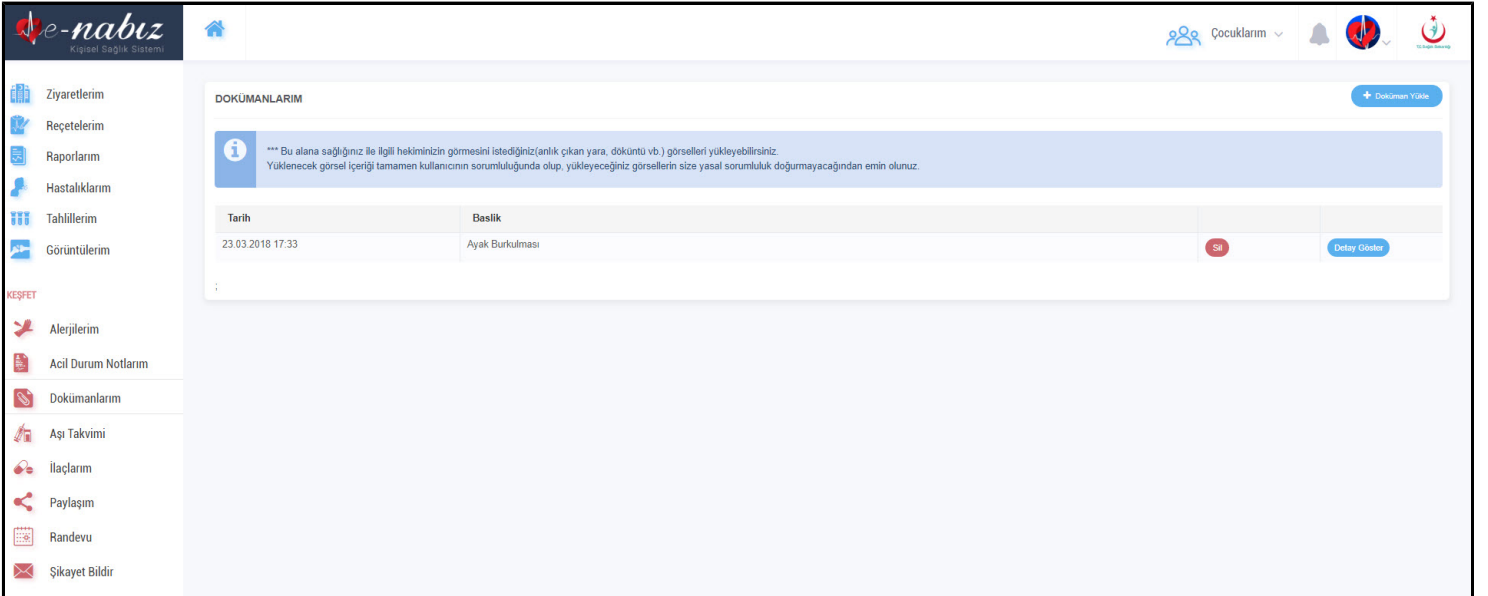 e-nabız
Kişisel Sağlık Sistemi
Çocuklarım
Ziyaretlerim
Reçetelerim
Raporlarım
Hastalıklarım
Tahlillerim
Görüntülerim
KEŞFET
Alerjilerim
Acil Durum Notlarım
Dokümanlarım
Aşı Takvimi
İlaçlarım
Paylaşım
Randevu
Şikayet Bildir
DOKÜMANLARIM
+ Doküman Yükle
*** Bu alana sağlığınız ile ilgili hekiminizin görmesini istediğiniz(anlık çıkan yara, döküntü vb.) görselleri yükleyebilirsiniz.
Yüklenecek görsel içeriği tamamen kullanıcının sorumluluğunda olup, yükleyeceğiniz görsellerin size yasal sorumluluk doğurmayacağından emin olunuz.
Tarih Baslik
23.03.2018 17:33 Ayak Burkulması Sil Detay Göster
;